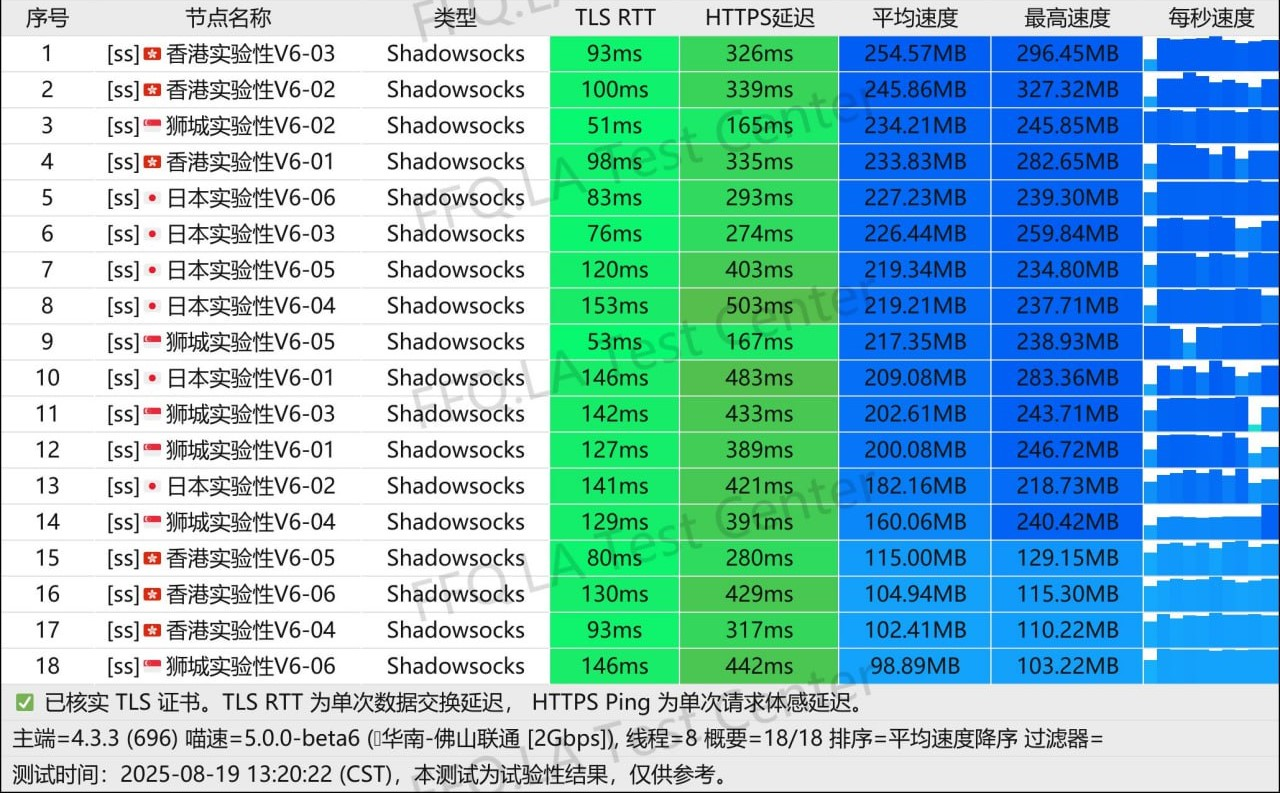 序号 节点名称 类型 TLS RTT HTTPS延迟 平均速度 最高速度 每秒速度
1 [ss] 香港实验性V6-03 Shadowsocks 93ms 326ms 254.57MB 296.45MB
2 [ss] 香港实验性V6-02 Shadowsocks 100ms 339ms 245.86MB 327.32MB
3 [ss] 狮城实验性V6-02 Shadowsocks 51ms 165ms 234.21MB 245.85MB
4 [ss] 香港实验性V6-01 Shadowsocks 98ms 335ms 233.83MB 282.65MB
5 [ss] 日本实验性V6-06 Shadowsocks 83ms 293ms 227.23MB 239.30MB
6 [ss] 日本实验性V6-03 Shadowsocks 76ms 274ms 226.44MB 259.84MB
7 [ss] 日本实验性V6-05 Shadowsocks 120ms 403ms 219.34MB 234.80MB
8 [ss] 日本实验性V6-04 Shadowsocks 153ms 503ms 219.21MB 237.71MB
9 [ss] 狮城实验性V6-05 Shadowsocks 53ms 167ms 217.35MB 238.93MB
10 [ss] 日本实验性V6-01 Shadowsocks 146ms 483ms 209.08MB 283.36MB
11 [ss] 狮城实验性V6-03 Shadowsocks 142ms 433ms 202.61MB 243.71MB
12 [ss] 狮城实验性V6-01 Shadowsocks 127ms 389ms 200.08MB 246.72MB
13 [ss] 日本实验性V6-02 Shadowsocks 141ms 421ms 182.16MB 218.73MB
14 [ss] 狮城实验性V6-04 Shadowsocks 129ms 391ms 160.06MB 240.42MB
15 [ss] 香港实验性V6-05 Shadowsocks 80ms 280ms 115.00MB 129.15MB
16 [ss] 香港实验性V6-06 Shadowsocks 130ms 429ms 104.94MB 115.30MB
17 [ss] 香港实验性V6-04 Shadowsocks 93ms 317ms 102.41MB 110.22MB
18 [ss] 狮城实验性V6-06 Shadowsocks 146ms 442ms 98.89MB 103.22MB
✅ 已核实 TLS 证书。TLS RTT 为单次数据交换延迟， HTTPS Ping 为单次请求体感延迟。
主端=4.3.3 (696) 喵速=5.0.0-beta6 (华南-佛山联通 [2Gbps]), 线程=8 概要=18/18 排序=平均速度降序 过滤器=
测试时间：2025-08-19 13:20:22 (CST)，本测试为试验性结果，仅供参考。
FFQ.LA Test Center
FFQ.LA Test Center
FFQ.LA Test Center
FFQ.LA Test Center